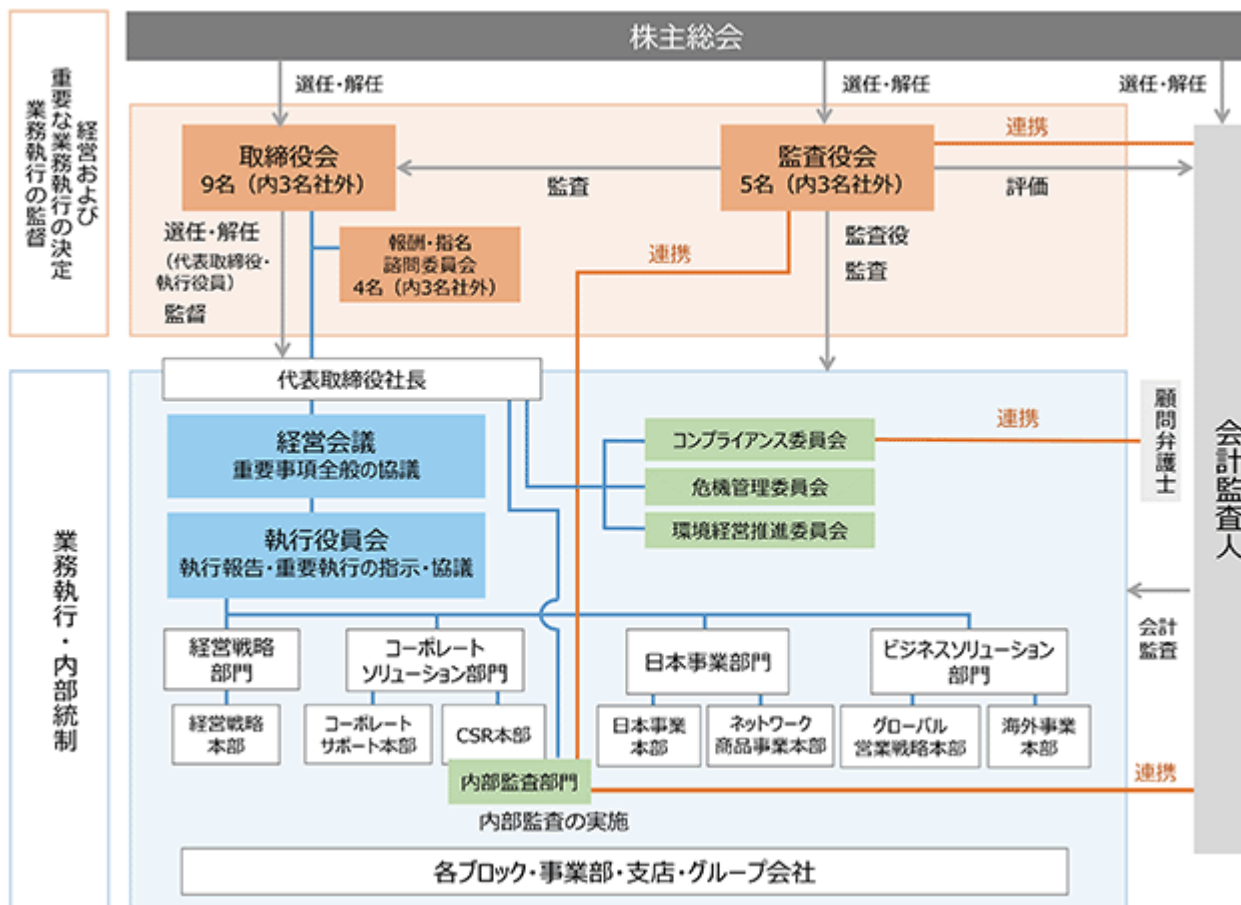 株主総会
経営および
重要な業務執行の決定
業務執行の監督
選任・解任
選任・解任
選任・解任
取締役会
9名（内3名社外）
監査
監査役会
5名（内3名社外）
連携
評価
選任・解任
（代表取締役・
執行役員）
監督
報酬・指名
諮問委員会
4名（内3名社外）
連携
監査役
監査
会計監査人
業務執行・内部統制
代表取締役社長
経営会議
重要事項全般の協議
執行役員会
執行報告・重要執行の指示・協議
コンプライアンス委員会
危機管理委員会
環境経営推進委員会
連携
顧問弁護士
会計
監査
経営戦略
部門
コーポレート
ソリューション部門
日本事業部門
ビジネスソリューション
部門
経営戦略
本部
コーポレート
サポート本部
CSR本部
日本事業
本部
ネットワーク
商品事業本部
グローバル
営業戦略本部
海外事業
本部
内部監査部門
連携
内部監査の実施
各ブロック・事業部・支店・グループ会社